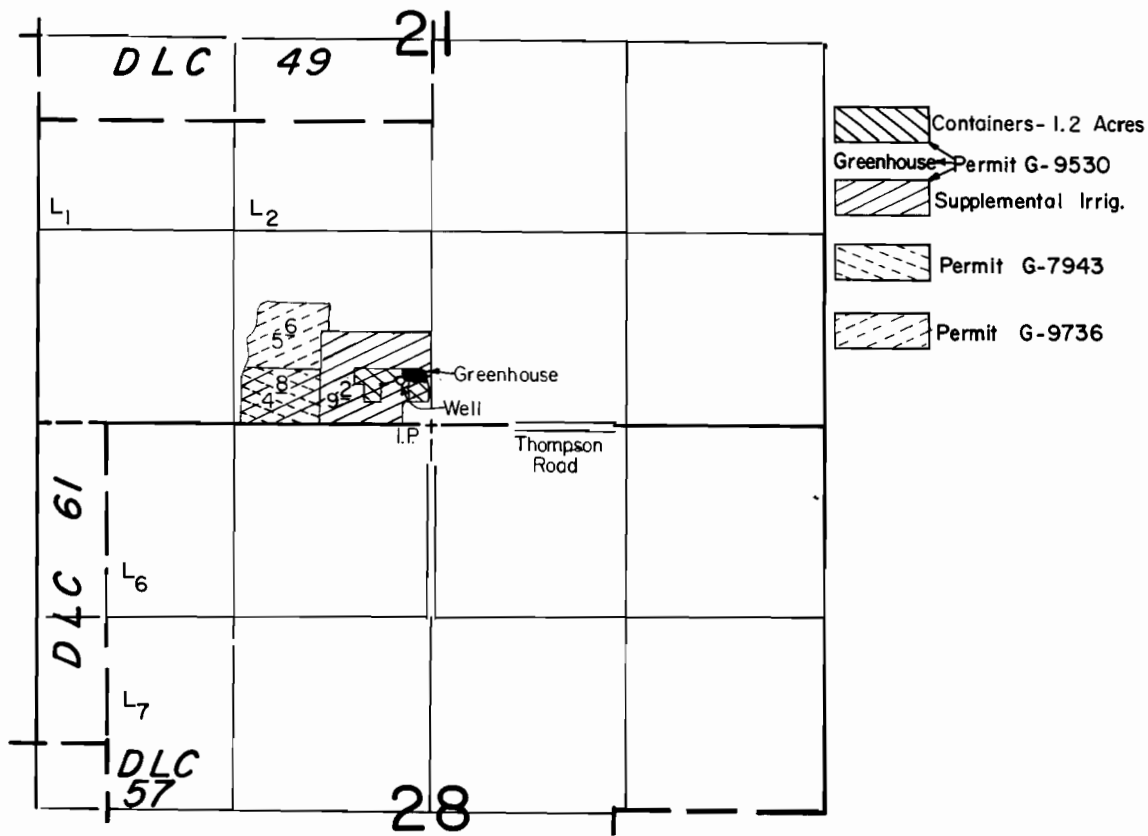 21
DLC 49
Containers- 1.2 Acres
Greenhouse Permit G-9530
Supplemental Irrig.
L1
L2
Permit G-7943
Permit G-9736
5 6
4 8
9 2
Greenhouse
Well
I.P.
Thompson
Road
DLC 61
L6
L7
DLC
57
28